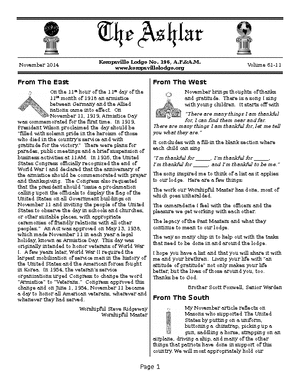 The Ashlar
Kempsville Lodge No. 196, A.F.&A.M.
November 2014
www.kempsvillelodge.org
Volume 61-11
From The East
On the 11th hour of the 11th day of the
11th month of 1918 an armistice
between Germany and the Allied
nations came into effect. On
November 11, 1919, Armistice Day
was commemorated for the first time. In 1919,
President Wilson proclaimed the day should be
"filled with solemn pride in the heroism of those
who died in the country's service and with
gratitude for the victory". There were plans for
parades, public meetings and a brief suspension of
business activities at 11AM. In 1926, the United
States Congress officially recognized the end of
World War I and declared that the anniversary of
the armistice should be commemorated with prayer
and thanksgiving. The Congress also requested
that the president should "issue a proclamation
calling upon the officials to display the flag of the
United States on all Government buildings on
November 11 and inviting the people of the United
States to observe the day in schools and churches,
or other suitable places, with appropriate
ceremonies of friendly relations with all other
peoples." An act was approved on May 13, 1938,
which made November 11 in each year a legal
holiday, known as Armistice Day. This day was
originally intended to honor veterans of World War
I. A few years later, World War II required the
largest mobilization of service men in the history of
the United States and the American forces fought
in Korea. In 1954, the veteran's service
organizations urged Congress to change the word
"Armistice" to "Veterans." Congress approved this
change and on June 1, 1954, November 11 became
a day to honor all American veterans, wherever and
whenever they had served.
Worshipful Steve Ridgeway
Worshipful Master
From The West
November brings thoughts of thanks
and gratitude. There is a song I sing
with your children. It starts off with
"There are many things I am thankful
for, I can find them near and far.
There are many things I am thankful for, let me tell
you what they are."
It concludes with a fill-in the blank section where
each child can sing
"I'm thankful for _____, I'm thankful for_____
I'm thankful for _____ and I'm thankful to be me."
The song inspired me to think of a list as it applies
to our lodge. Here are a few things.
The work our Worshipful Master has done, most of
which goes unheralded.
The camaraderie I feel with the officers and the
pleasure we get working with each other.
The legacy of the Past Masters and what they
continue to mean to our lodge.
The way so many chip in to help out with the tasks
that need to be done in and around the lodge.
I hope you have a list and that you will share it with
me and your brethren. Living your life with "an
attitude of gratitude" not only makes your life
better, but the lives of those around you, too.
Thanks be to God.
Brother Scott Forswell, Senior Warden
From The South
My November article reflects on
Masons who supported The United
States by putting on a uniform,
buttoning a chinstrap, picking up a
gun, saddling a horse, strapping on an
airplane, driving a ship, and many of the other
things that patriots have done in support of this
country. We will most appropriately hold our
Page 1